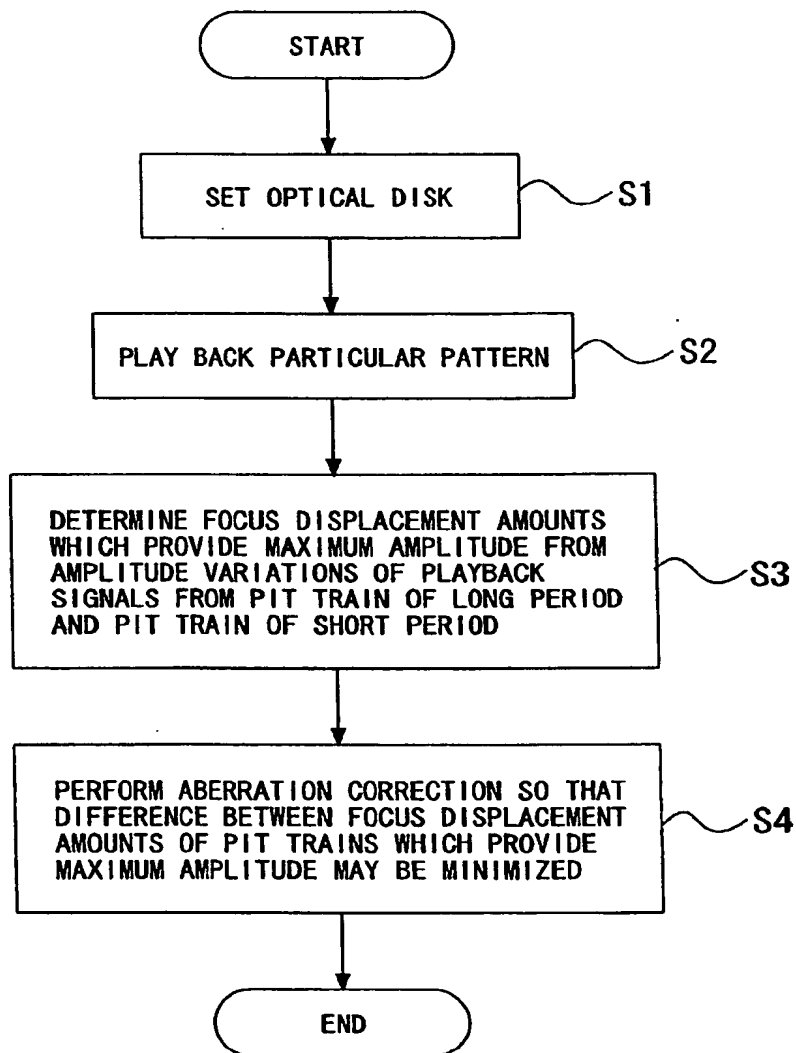 START
SET OPTICAL DISK
S1
PLAY BACK PARTICULAR PATTERN
S2
DETERMINE FOCUS DISPLACEMENT AMOUNTS
WHICH PROVIDE MAXIMUM AMPLITUDE FROM
AMPLITUDE VARIATIONS OF PLAYBACK
SIGNALS FROM PIT TRAIN OF LONG PERIOD
AND PIT TRAIN OF SHORT PERIOD
S3
PERFORM ABERRATION CORRECTION SO THAT
DIFFERENCE BETWEEN FOCUS DISPLACEMENT
AMOUNTS OF PIT TRAINS WHICH PROVIDE
MAXIMUM AMPLITUDE MAY BE MINIMIZED
S4
END